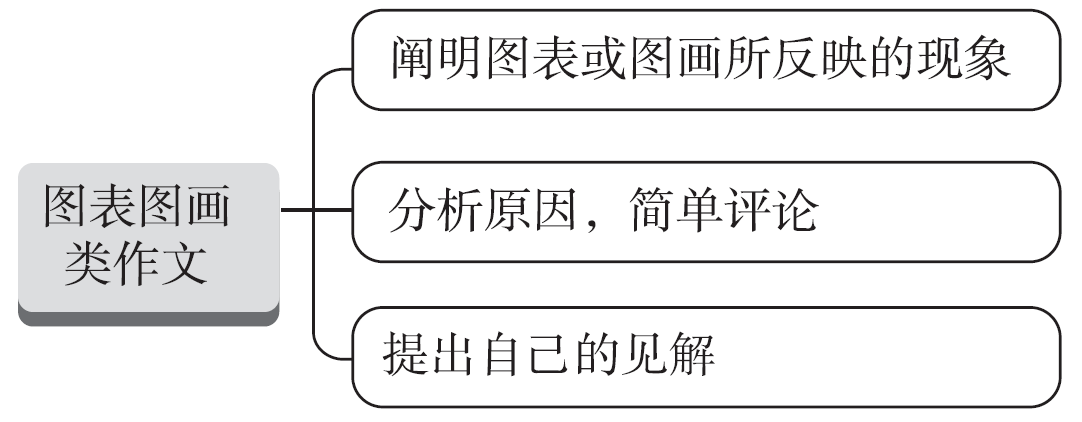 阐明图表或图画所反映的现象
图表图画
类作文
分析原因，简单评论
提出自己的见解